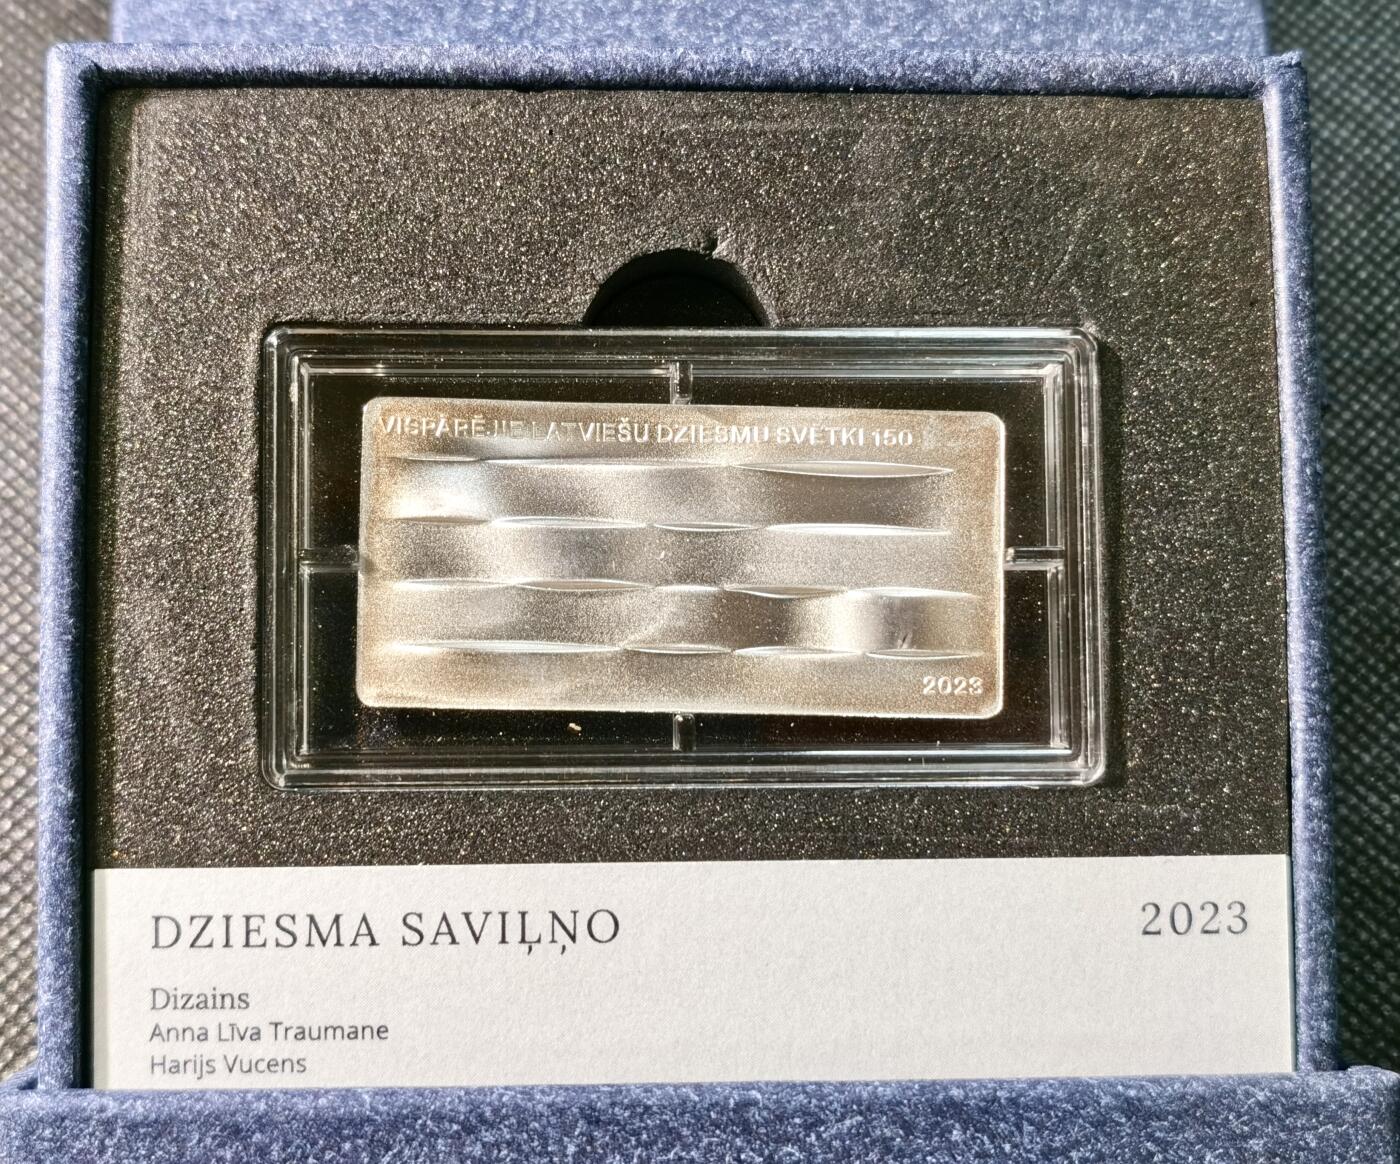 VISPĀRĒJIE LATVIEŠU DZIESMU SVĒTKI 150
2023
DZIESMA SAVIĻŅO
2023
Dizains
Anna Līva Traumane
Harijs Vucens